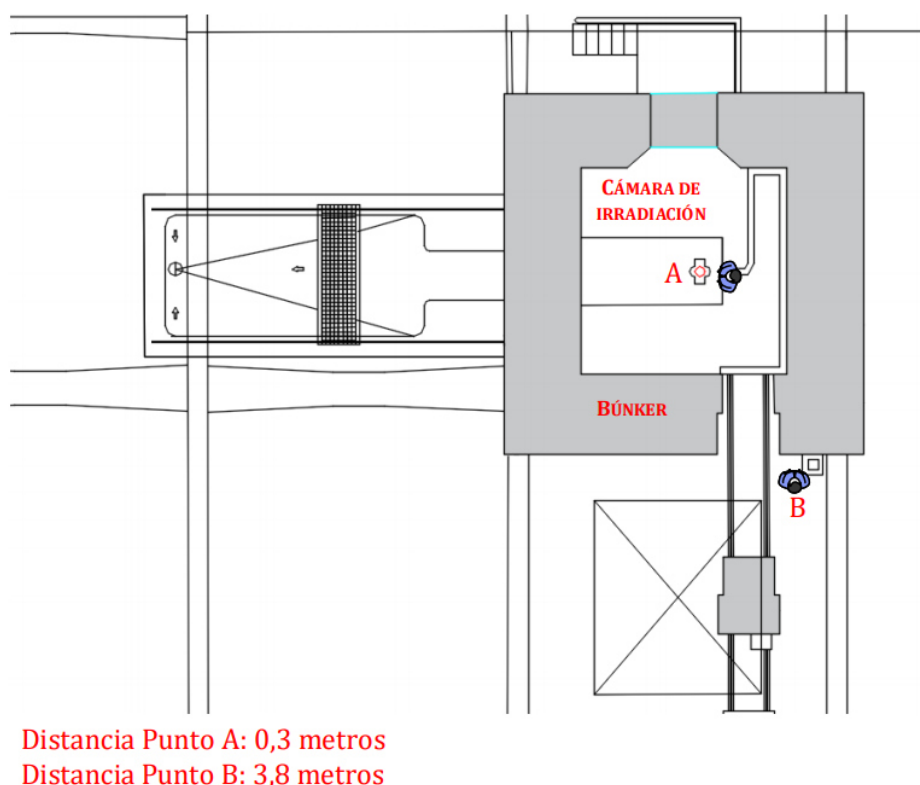 CÁMARA DE
IRRADIACIÓN
A
BÚNKER
B
Distancia Punto A: 0,3 metros
Distancia Punto B: 3,8 metros